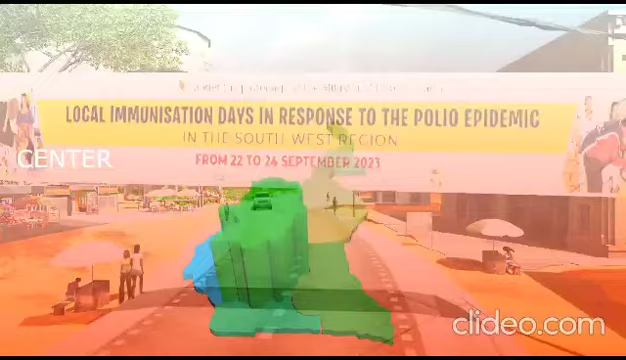 LOCAL IMMUNISATION DAYS IN RESPONSE TO THE POLIO EPIDEMIC
IN THE SOUTH-WEST REGION
CENTER
FROM 22 TO 24 SEPTEMBER 2023
clideo.com